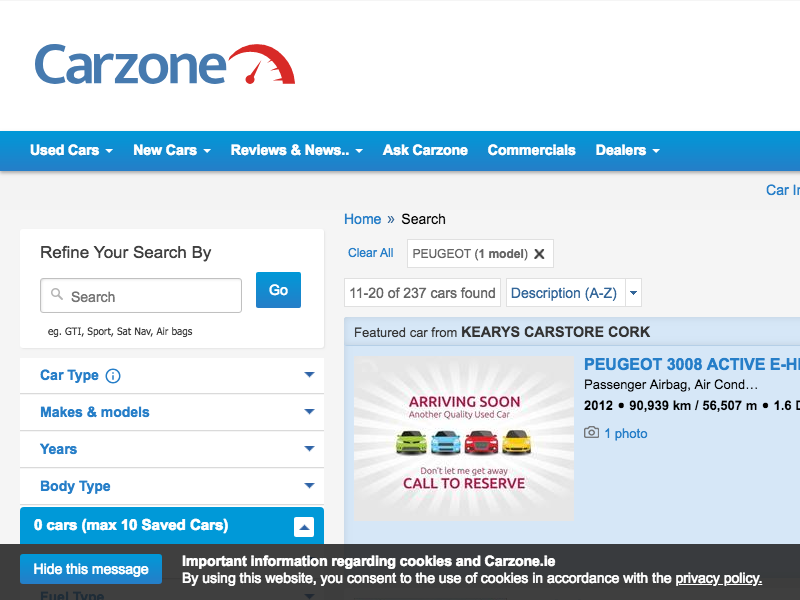 Carzone
Used Cars
New Cars
Reviews & News..
Ask Carzone
Commercials
Dealers
Car In
Home » Search
Refine Your Search By
Search
Go
eg. GTI, Sport, Sat Nav, Air bags
Clear All
PEUGEOT (1 model)
11-20 of 237 cars found
Description (A-Z)
Featured car from KEARYS CARSTORE CORK
ARRIVING SOON
Another Quality Used Car
Don't let me get away
CALL TO RESERVE
PEUGEOT 3008 ACTIVE E-H
Passenger Airbag, Air Cond…
2012 • 90,939 km / 56,507 m • 1.6 D
1 photo
Car Type
Makes & models
Years
Body Type
0 cars (max 10 Saved Cars)
Fuel Type
Hide this message
Important information regarding cookies and Carzone.ie
By using this website, you consent to the use of cookies in accordance with the privacy policy.